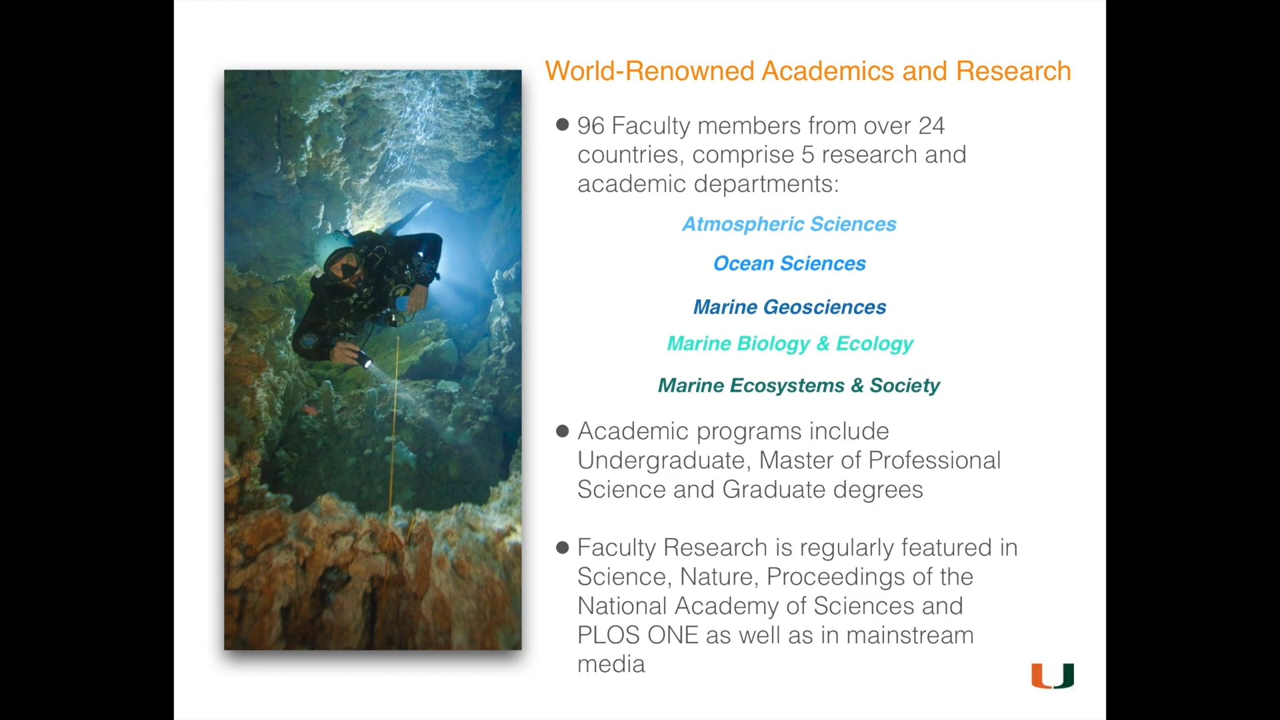 World-Renowned Academics and Research
● 96 Faculty members from over 24
countries, comprise 5 research and
academic departments:
Atmospheric Sciences
Ocean Sciences
Marine Geosciences
Marine Biology & Ecology
Marine Ecosystems & Society
● Academic programs include
Undergraduate, Master of Professional
Science and Graduate degrees
● Faculty Research is regularly featured in
Science, Nature, Proceedings of the
National Academy of Sciences and
PLOS ONE as well as in mainstream
media
U